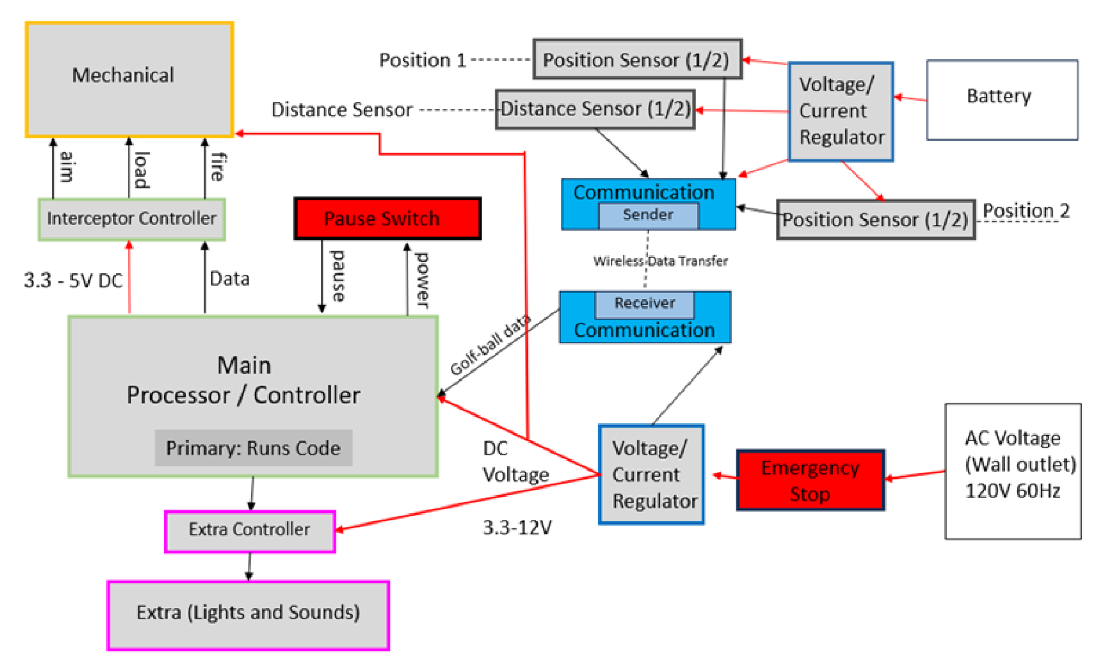 Mechanical
Position 1
Position Sensor (1/2)
Distance Sensor
Distance Sensor (1/2)
Voltage/
Current
Regulator
Battery
aim
load
fire
Interceptor Controller
Pause Switch
Communication
Sender
Position Sensor (1/2)
Position 2
3.3 - 5V DC
Data
pause
power
Wireless Data Transfer
Receiver
Communication
Golf-ball data
Main
Processor / Controller
Primary: Runs Code
DC
Voltage
3.3-12V
Voltage/
Current
Regulator
Emergency
Stop
AC Voltage
(Wall outlet)
120V 60Hz
Extra Controller
Extra (Lights and Sounds)